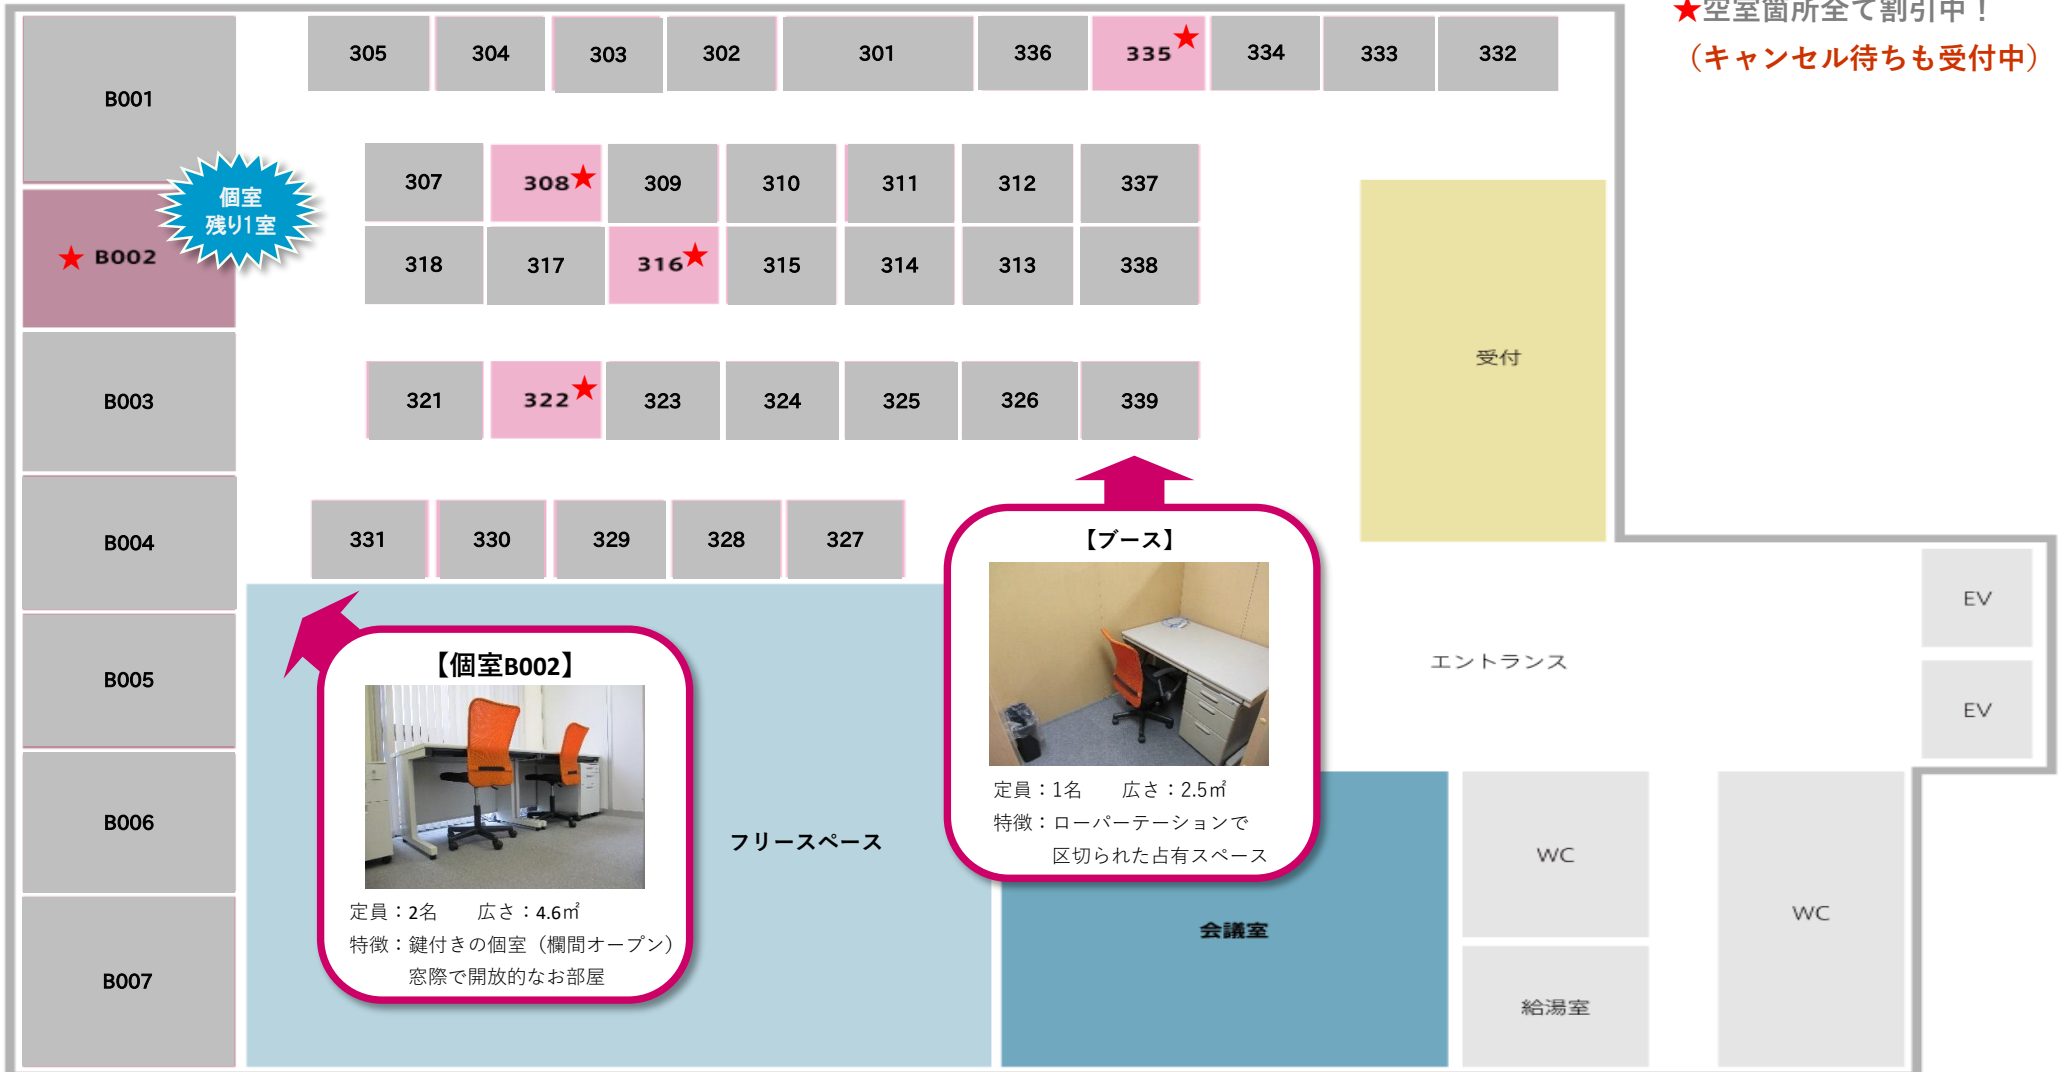 ★空室箇所全て割引中！
（キャンセル待ちも受付中）
305 304 303 302 301 336 335★ 334 333 332
B001
個室
残り1室
307 308★ 309 310 311 312 337
★ B002
318 317 316★ 315 314 313 338
受付
B003
321 322★ 323 324 325 326 339
B004
331 330 329 328 327
【ブース】
EV
エントランス
【個室B002】
B005
EV
定員：1名　広さ：2.5㎡
特徴：ローパーテーションで
区切られた占有スペース
B006
フリースペース
WC
定員：2名　広さ：4.6㎡
特徴：鍵付きの個室（欄間オープン）
窓際で開放的なお部屋
WC
会議室
B007
給湯室